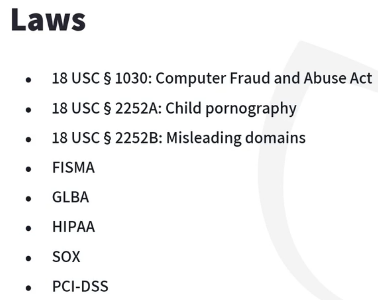 Laws
• 18 USC § 1030: Computer Fraud and Abuse Act
• 18 USC § 2252A: Child pornography
• 18 USC § 2252B: Misleading domains
• FISMA
• GLBA
• HIPAA
• SOX
• PCI-DSS